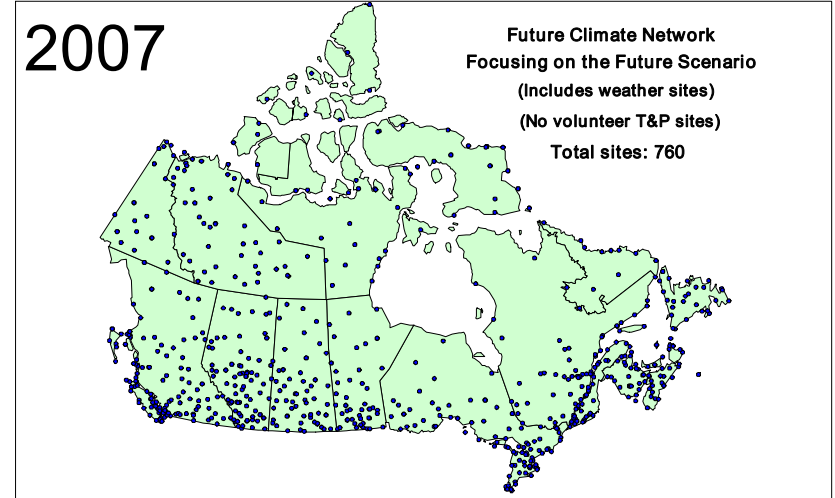 2007
Future Climate Network
Focusing on the Future Scenario
(Includes weather sites)
(No volunteer T&P sites)
Total sites: 760